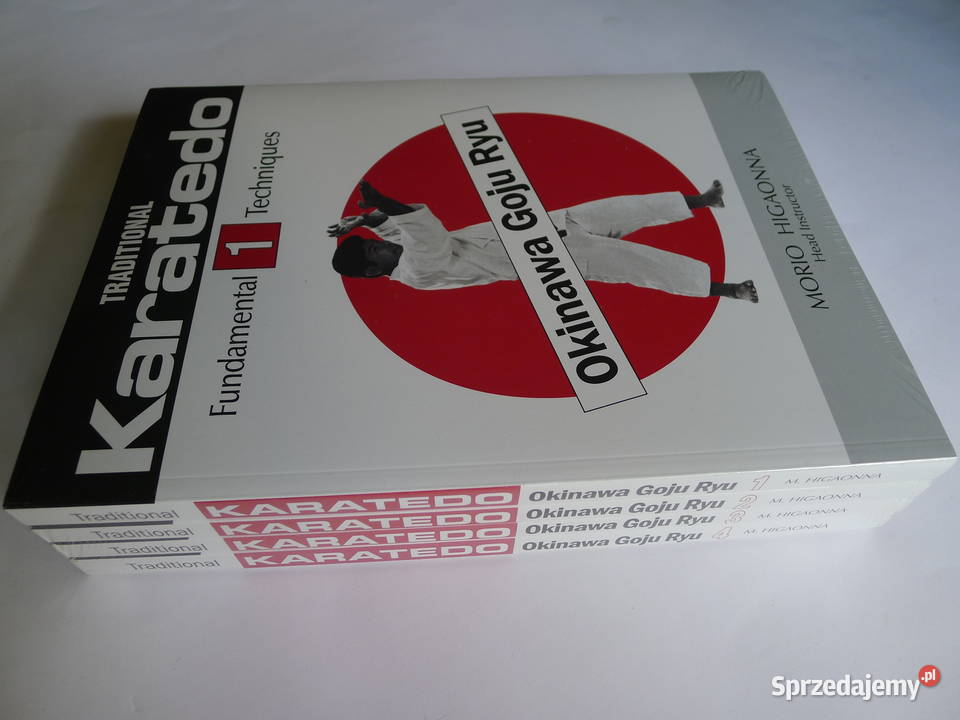 TRADITIONAL
Karatedo
Fundamental 1 Techniques
Okinawa Goju Ryu
MORIO HIGAONNA
Head Instructor
Traditional KARATEDO Okinawa Goju Ryu 1 M. HIGAONNA
Traditional KARATEDO Okinawa Goju Ryu 2 M. HIGAONNA
Traditional KARATEDO Okinawa Goju Ryu 3 M. HIGAONNA
Traditional KARATEDO Okinawa Goju Ryu 4 M. HIGAONNA
Sprzedajemy.pl